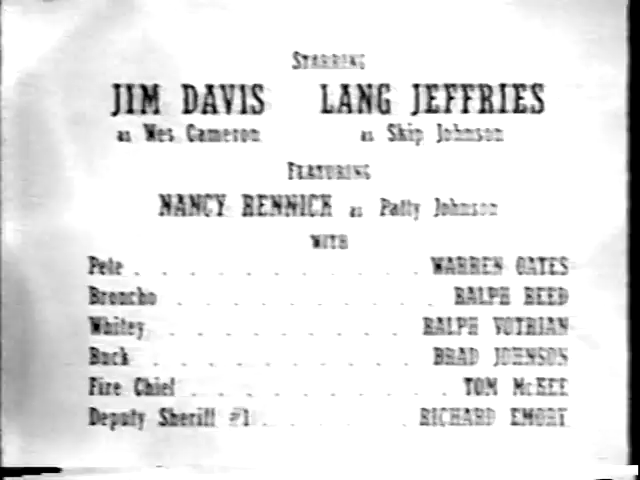 STARRING
JIM DAVIS LANG JEFFRIES
as Wes Cameron as Skip Johnson
FEATURING
NANCY RENNICK as Patty Johnson
WITH
Pete . . . . . . . . . . . WARREN OATES
Broncho . . . . . . . . . . RALPH REED
Whitey . . . . . . . . . RALPH VOTRIAN
Buck . . . . . . . . . . BRAD JOHNSON
Fire Chief . . . . . . . . . . TOM McKEE
Deputy Sheriff #1 . . . . . . RICHARD EMORY